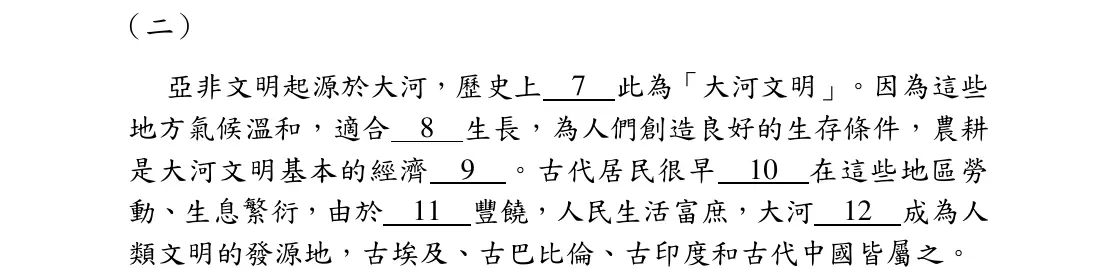 （二）
亞非文明起源於大河，歷史上 7 此為「大河文明」。因為這些
地方氣候溫和，適合 8 生長，為人們創造良好的生存條件，農耕
是大河文明基本的經濟 9 。古代居民很早 10 在這些地區勞
動、生息繁衍，由於 11 豐饒，人民生活富庶，大河 12 成為人
類文明的發源地，古埃及、古巴比倫、古印度和古代中國皆屬之。